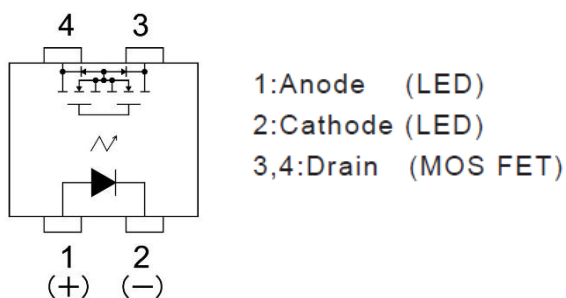 4 3
1:Anode (LED)
2:Cathode (LED)
3,4:Drain (MOS FET)
1 2
(+) (−)